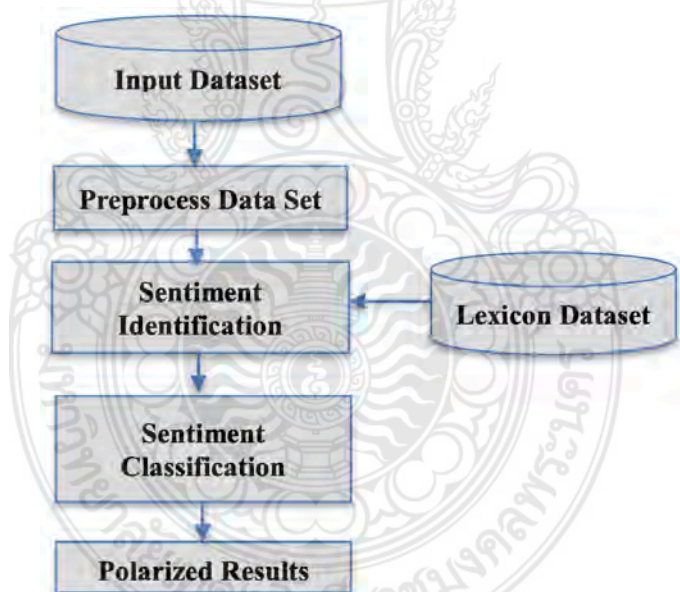 Input Dataset
Preprocess Data Set
Sentiment
Identification
Lexicon Dataset
Sentiment
Classification
Polarized Results